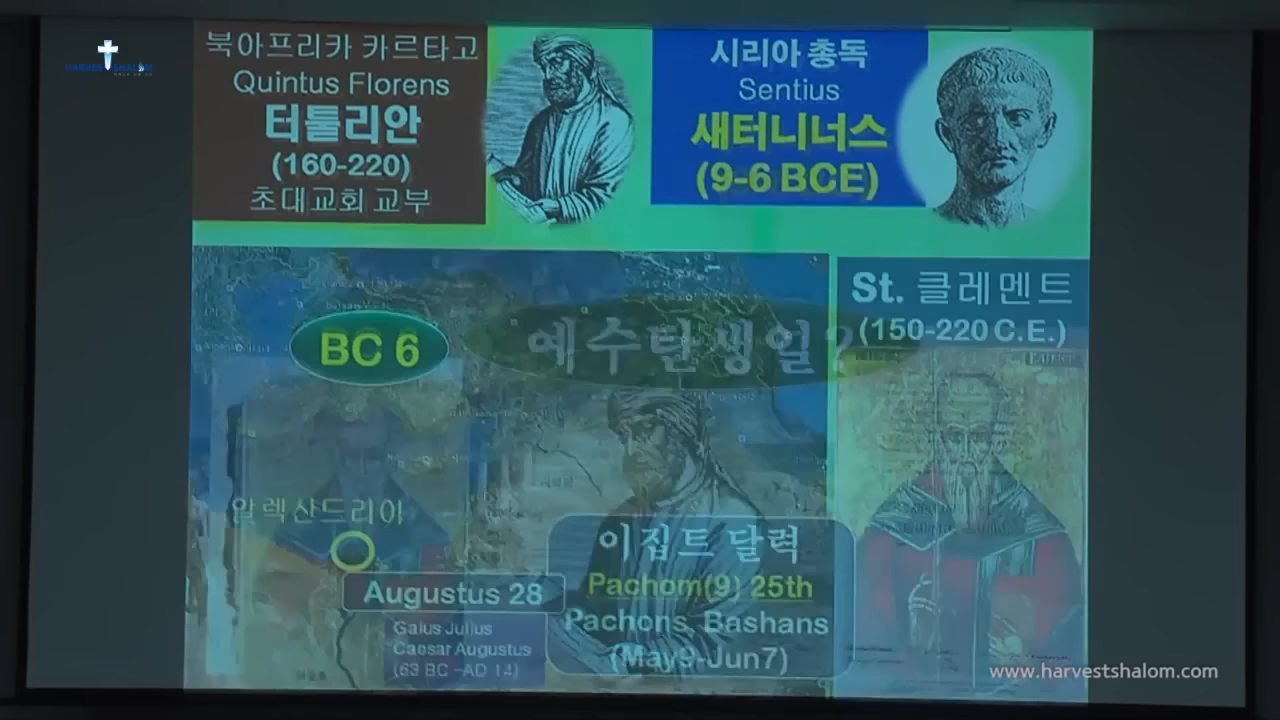 HARVEST SHALOM
북아프리카 카르타고
Quintus Florens
터툴리안
(160-220)
초대교회 교부
시리아 총독
Sentius
새터니너스
(9-6 BCE)
St. 클레멘트
(150-220 C.E.)
BC 6
예수탄생일?
알렉산드리아
Augustus 28
Gaius Julius
Caesar Augustus
(63 BC -AD 14)
이집트 달력
Pachom(9) 25th
Pachons, Bashans
(May9-Jun7)
www.harvestshalom.com